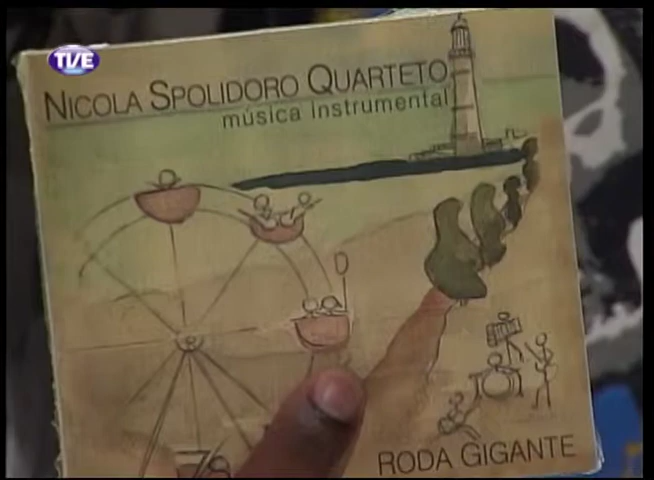 TVE
NICOLA SPOLIDORO QUARTETO
música instrumental
RODA GIGANTE